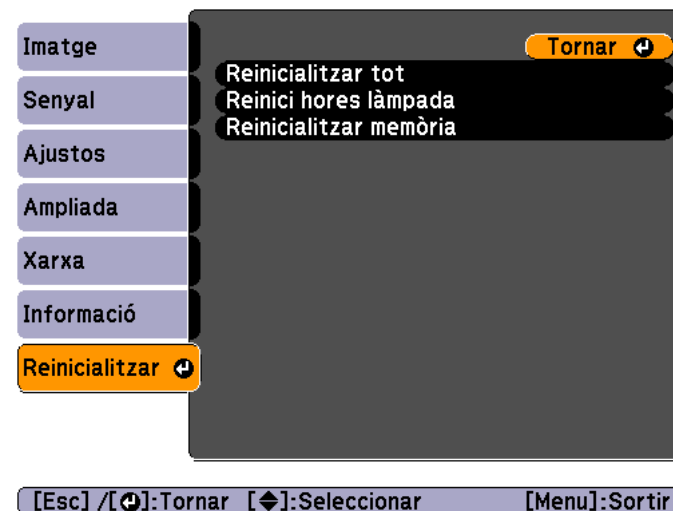 Imatge
Senyal
Ajustos
Ampliada
Xarxa
Informació
Reinicialitzar
Tornar
Reinicialitzar tot
Reinici hores làmpada
Reinicialitzar memòria
[Esc] /[⏎]:Tornar [◆]:Seleccionar [Menu]:Sortir